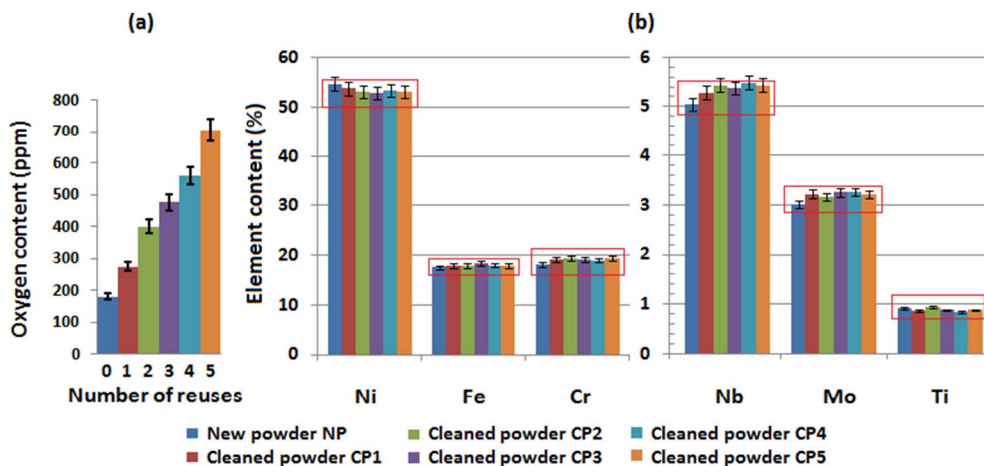 (a)
(b)
Oxygen content (ppm)
800
700
600
500
400
300
200
100
0
0 1 2 3 4 5
Number of reuses
Element content (%)
60
50
40
30
20
10
0
Ni Fe Cr
6
5
4
3
2
1
0
Nb Mo Ti
New powder NP
Cleaned powder CP2
Cleaned powder CP4
Cleaned powder CP1
Cleaned powder CP3
Cleaned powder CP5